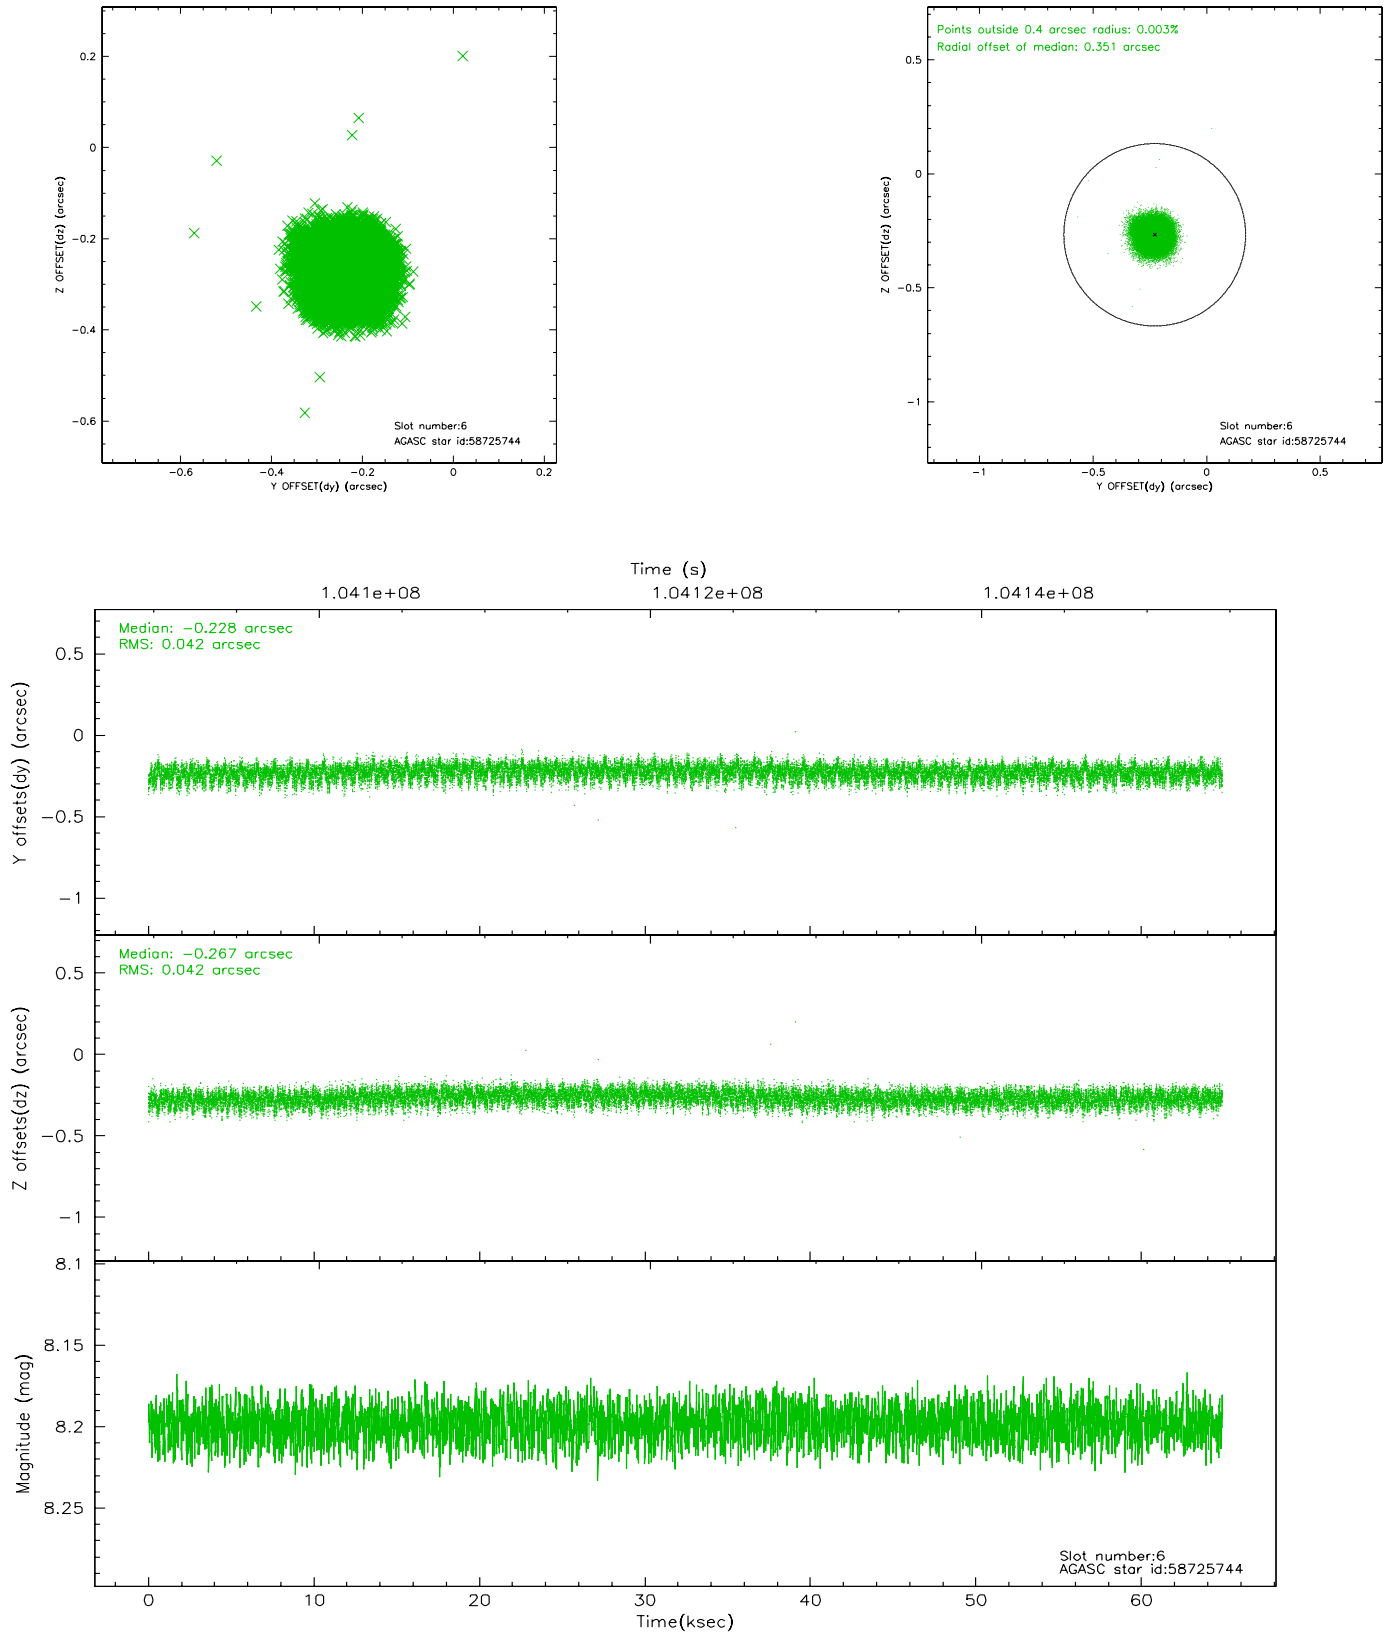 0.2
0
−0.2
−0.4
−0.6
Z OFFSET(dz) (arcsec)
Slot number:6
AGASC star id:58725744
−0.6
−0.4
−0.2
0
0.2
Y OFFSET(dy) (arcsec)
Points outside 0.4 arcsec radius: 0.003%
Radial offset of median: 0.351 arcsec
0.5
0
−0.5
−1
Z OFFSET(dz) (arcsec)
Slot number:6
AGASC star id:58725744
−1
−0.5
0
0.5
Y OFFSET(dy) (arcsec)
Time (s)
1.041e+08
1.0412e+08
1.0414e+08
Median: −0.228 arcsec
RMS: 0.042 arcsec
0.5
0
−0.5
−1
Y offsets(dy) (arcsec)
Median: −0.267 arcsec
RMS: 0.042 arcsec
0.5
0
−0.5
−1
Z offsets(dz) (arcsec)
8.1
8.15
8.2
8.25
Magnitude (mag)
Slot number:6
AGASC star id:58725744
0
10
20
30
40
50
60
Time(ksec)